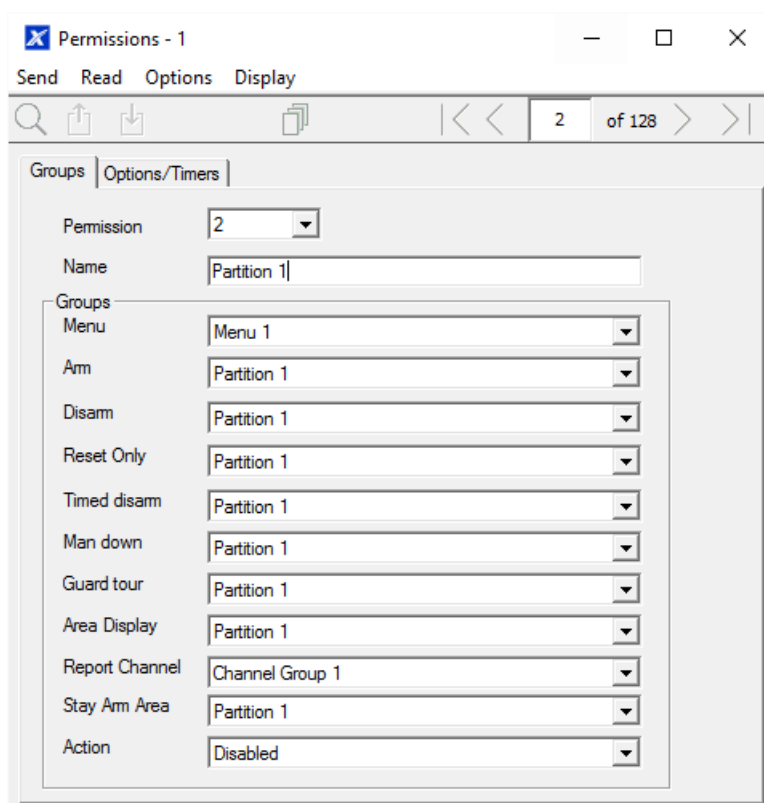 Permissions - 1
Send Read Options Display
2 of 128
Groups Options/Timers
Permission 2
Name Partition 1
Groups
Menu Menu 1
Arm Partition 1
Disarm Partition 1
Reset Only Partition 1
Timed disarm Partition 1
Man down Partition 1
Guard tour Partition 1
Area Display Partition 1
Report Channel Channel Group 1
Stay Arm Area Partition 1
Action Disabled